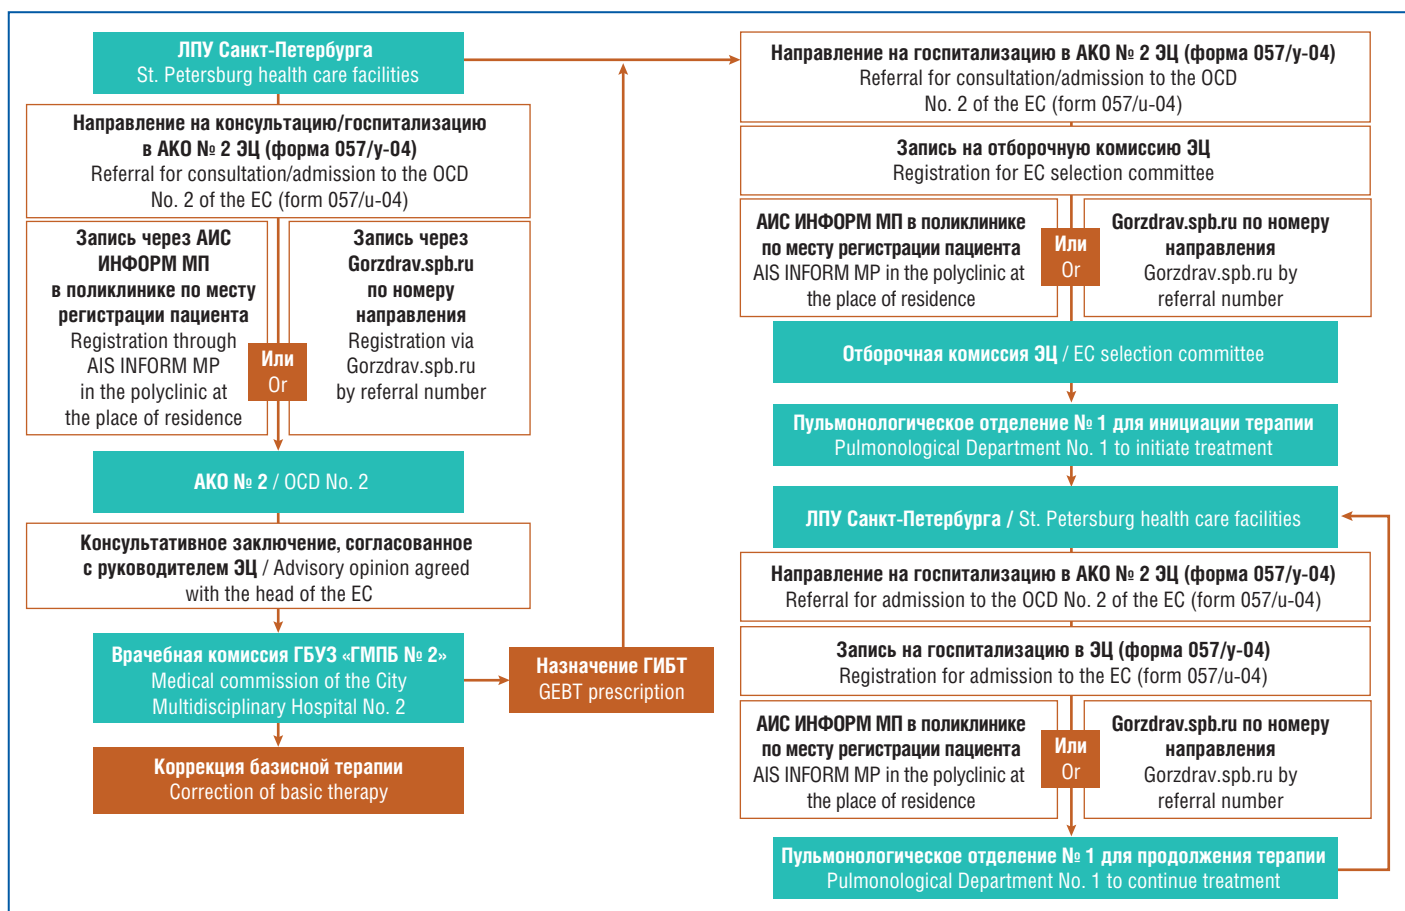 ЛПУ Санкт-Петербурга
St. Petersburg health care facilities
Направление на консультацию/госпитализацию
в АКО № 2 ЭЦ (форма 057/у-04)
Referral for consultation/admission to the OCD
No. 2 of the EC (form 057/u-04)
Запись через АИС
ИНФОРМ МП
в поликлинике по месту
регистрации пациента
Registration through
AIS INFORM MP
in the polyclinic at
the place of residence
Или
Or
Запись через
Gorzdrav.spb.ru
по номеру
направления
Registration via
Gorzdrav.spb.ru
by referral number
АКО № 2 / OCD No. 2
Консультативное заключение, согласованное
с руководителем ЭЦ / Advisory opinion agreed
with the head of the EC
Врачебная комиссия ГБУЗ «ГМПБ № 2»
Medical commission of the City
Multidisciplinary Hospital No. 2
Назначение ГИБТ
GEBT prescription
Коррекция базисной терапии
Correction of basic therapy
Направление на госпитализацию в АКО № 2 ЭЦ (форма 057/у-04)
Referral for consultation/admission to the OCD
No. 2 of the EC (form 057/u-04)
Запись на отборочную комиссию ЭЦ
Registration for EC selection committee
АИС ИНФОРМ МП в поликлинике
по месту регистрации пациента
AIS INFORM MP in the polyclinic at
the place of residence
Или
Or
Gorzdrav.spb.ru по номеру
направления
Gorzdrav.spb.ru by
referral number
Отборочная комиссия ЭЦ / EC selection committee
Пульмонологическое отделение № 1 для инициации терапии
Pulmonological Department No. 1 to initiate treatment
ЛПУ Санкт-Петербурга / St. Petersburg health care facilities
Направление на госпитализацию в АКО № 2 ЭЦ (форма 057/у-04)
Referral for admission to the OCD No. 2 of the EC (form 057/u-04)
Запись на госпитализацию в ЭЦ (форма 057/у-04)
Registration for admission to the EC (form 057/u-04)
АИС ИНФОРМ МП в поликлинике
по месту регистрации пациента
AIS INFORM MP in the polyclinic at
the place of residence
Или
Or
Gorzdrav.spb.ru по номеру
направления
Gorzdrav.spb.ru by
referral number
Пульмонологическое отделение № 1 для продолжения терапии
Pulmonological Department No. 1 to continue treatment